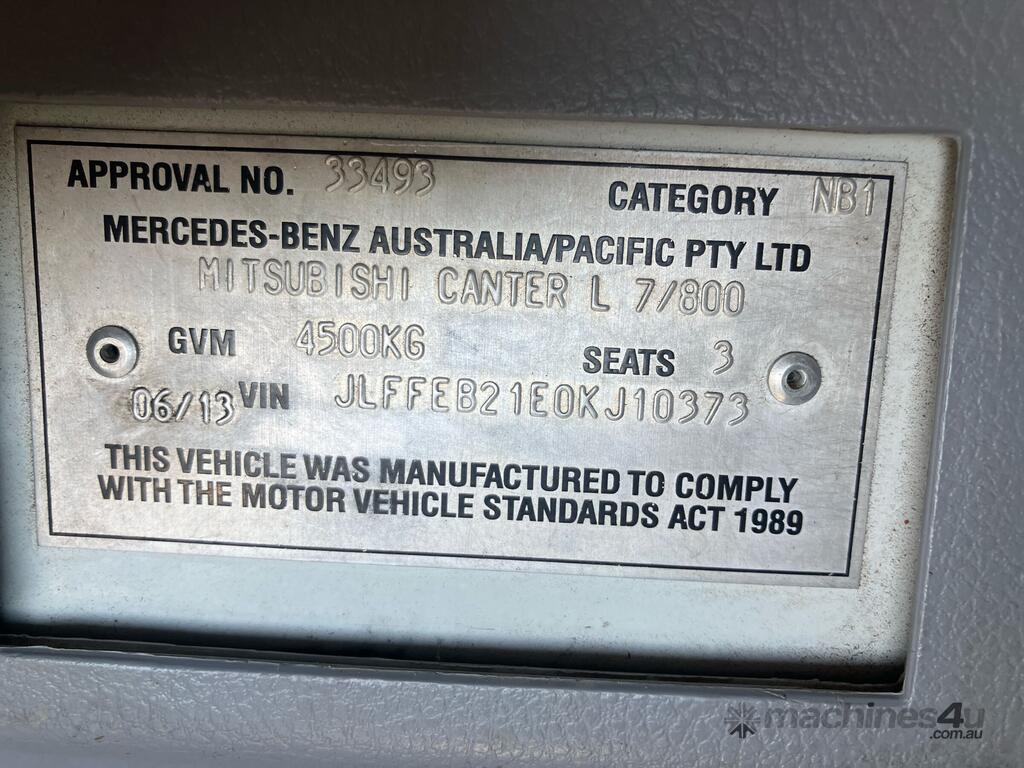 APPROVAL NO. 33493 CATEGORY NB1
MERCEDES-BENZ AUSTRALIA/PACIFIC PTY LTD
MITSUBISHI CANTER L 7/800
GVM 4500KG SEATS 3
06/13 VIN JLFFEB21E0KJ10373
THIS VEHICLE WAS MANUFACTURED TO COMPLY
WITH THE MOTOR VEHICLE STANDARDS ACT 1989
machines4u
.com.au